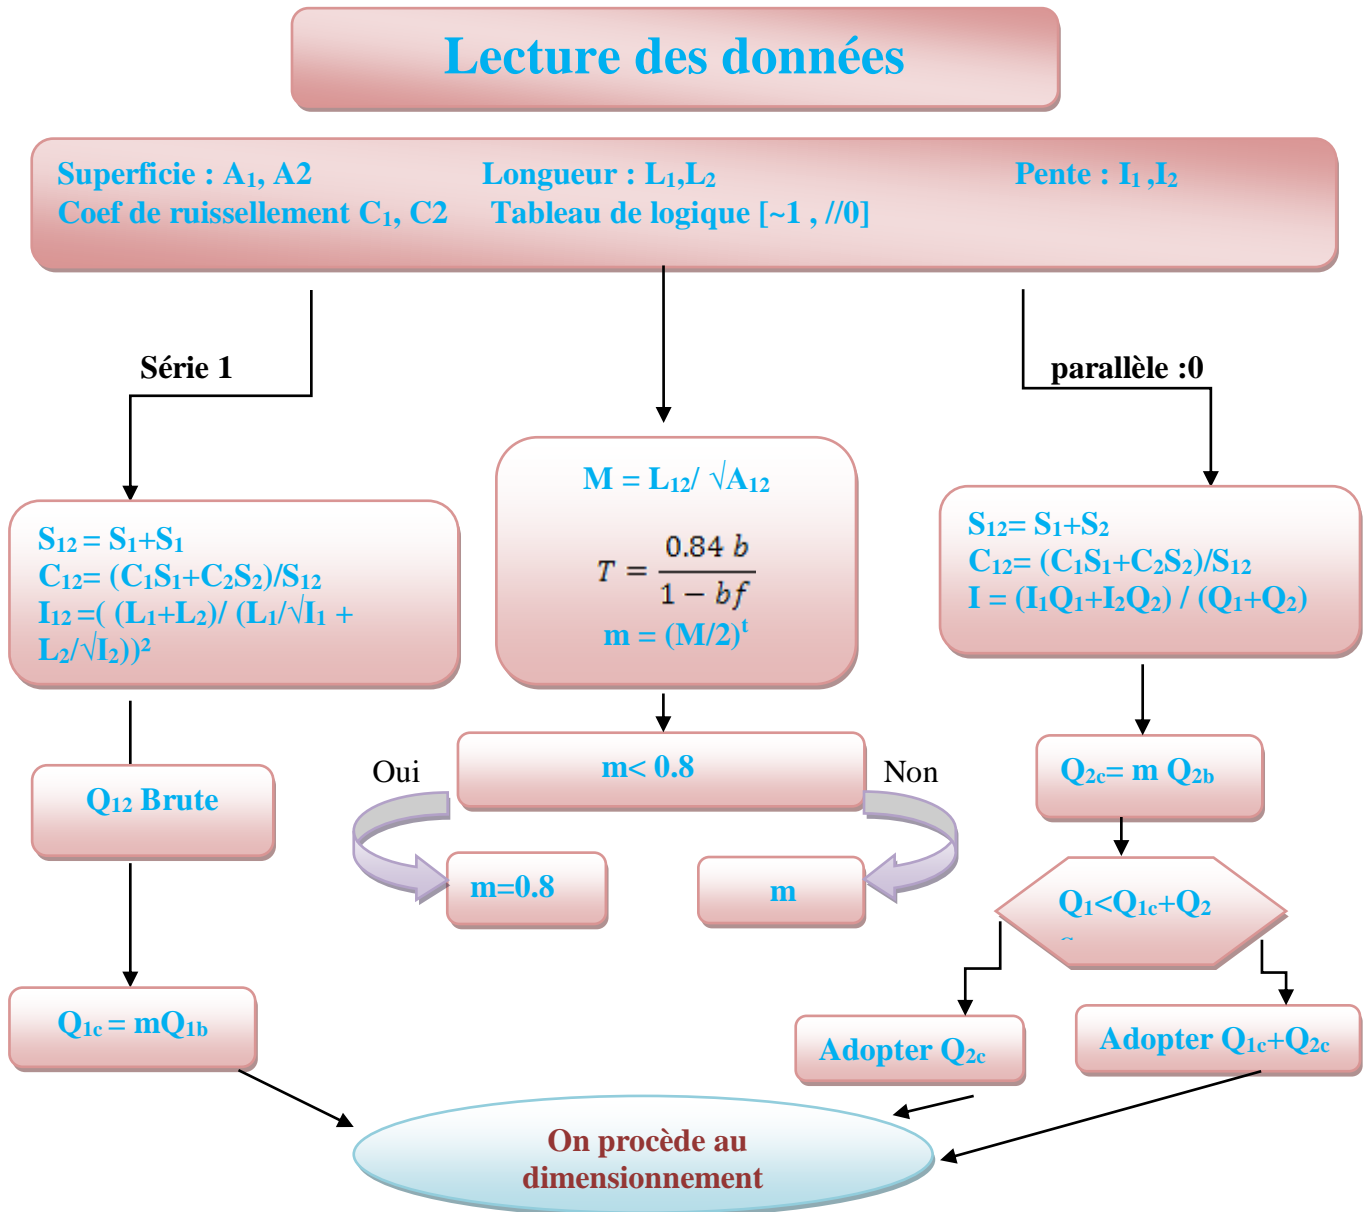 Lecture des données
Superficie : A₁, A2 Longueur : L₁,L₂ Pente : I₁ ,I₂
Coef de ruissellement C₁, C2 Tableau de logique [~1 , //0]
Série 1
parallèle :0
S₁₂ = S₁+S₁
C₁₂= (C₁S₁+C₂S₂)/S₁₂
I₁₂ =( (L₁+L₂)/ (L₁/√I₁ +
L₂/√I₂))²
M = L₁₂/ √A₁₂
T = 0.84 b / 1 − bf
m = (M/2)ᵗ
S₁₂= S₁+S₂
C₁₂= (C₁S₁+C₂S₂)/S₁₂
I = (I₁Q₁+I₂Q₂) / (Q₁+Q₂)
Q₁₂ Brute
Oui
m< 0.8
Non
Q₂c= m Q₂b
m=0.8
m
Q₁<Q₁c+Q₂
Q₁c = mQ₁b
Adopter Q₂c
Adopter Q₁c+Q₂c
On procède au
dimensionnement